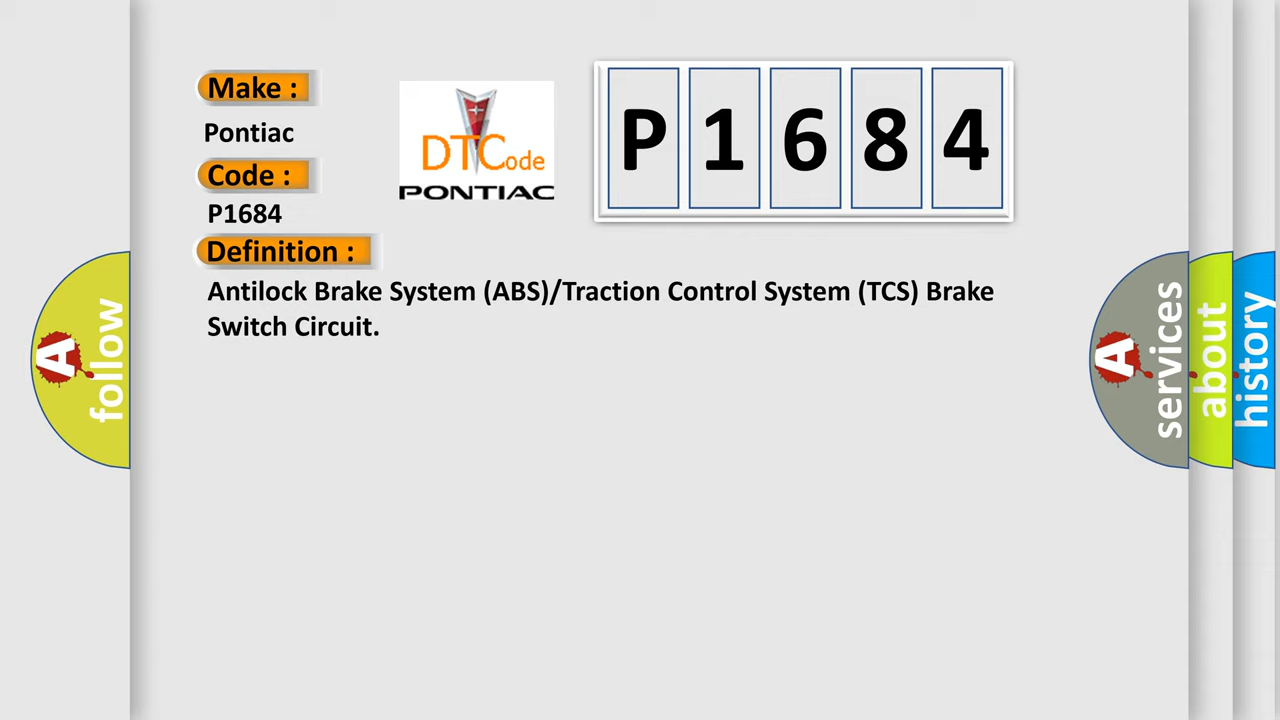 Make :
Pontiac
Code :
P1684
Definition :
Antilock Brake System (ABS)/Traction Control System (TCS) Brake
Switch Circuit.
DTCode
PONTIAC
P 1 6 8 4
A follow
A services
about
history